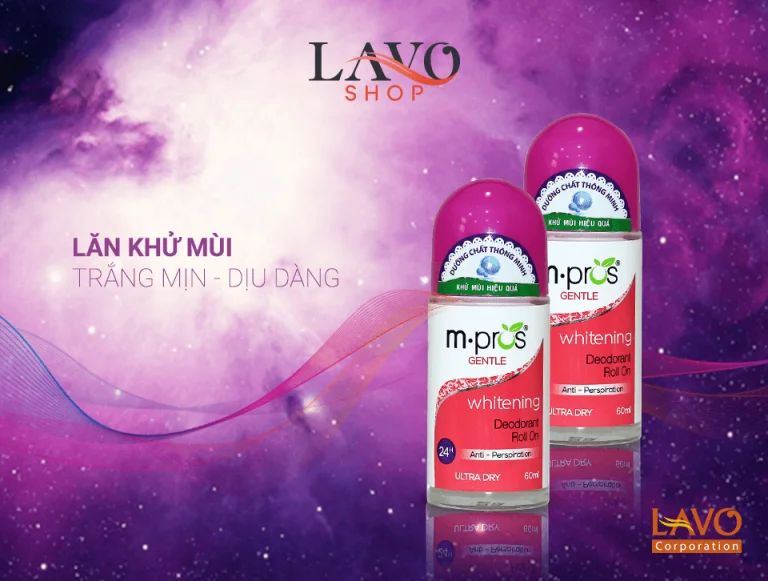 LAVO
SHOP
LĂN KHỬ MÙI
TRẮNG MỊN - DỊU DÀNG
DƯỠNG CHẤT THÔNG MINH
KHỬ MÙI HIỆU QUẢ
m·pros®
GENTLE
whitening
Deodorant
Roll On
Anti - Perspiration
24H
ULTRA DRY 60ml
DƯỠNG CHẤT THÔNG MINH
KHỬ MÙI HIỆU QUẢ
m·pros®
GENTLE
whitening
Deodorant
Roll On
Anti - Perspiration
ULTRA DRY 60ml
LAVO
Corporation